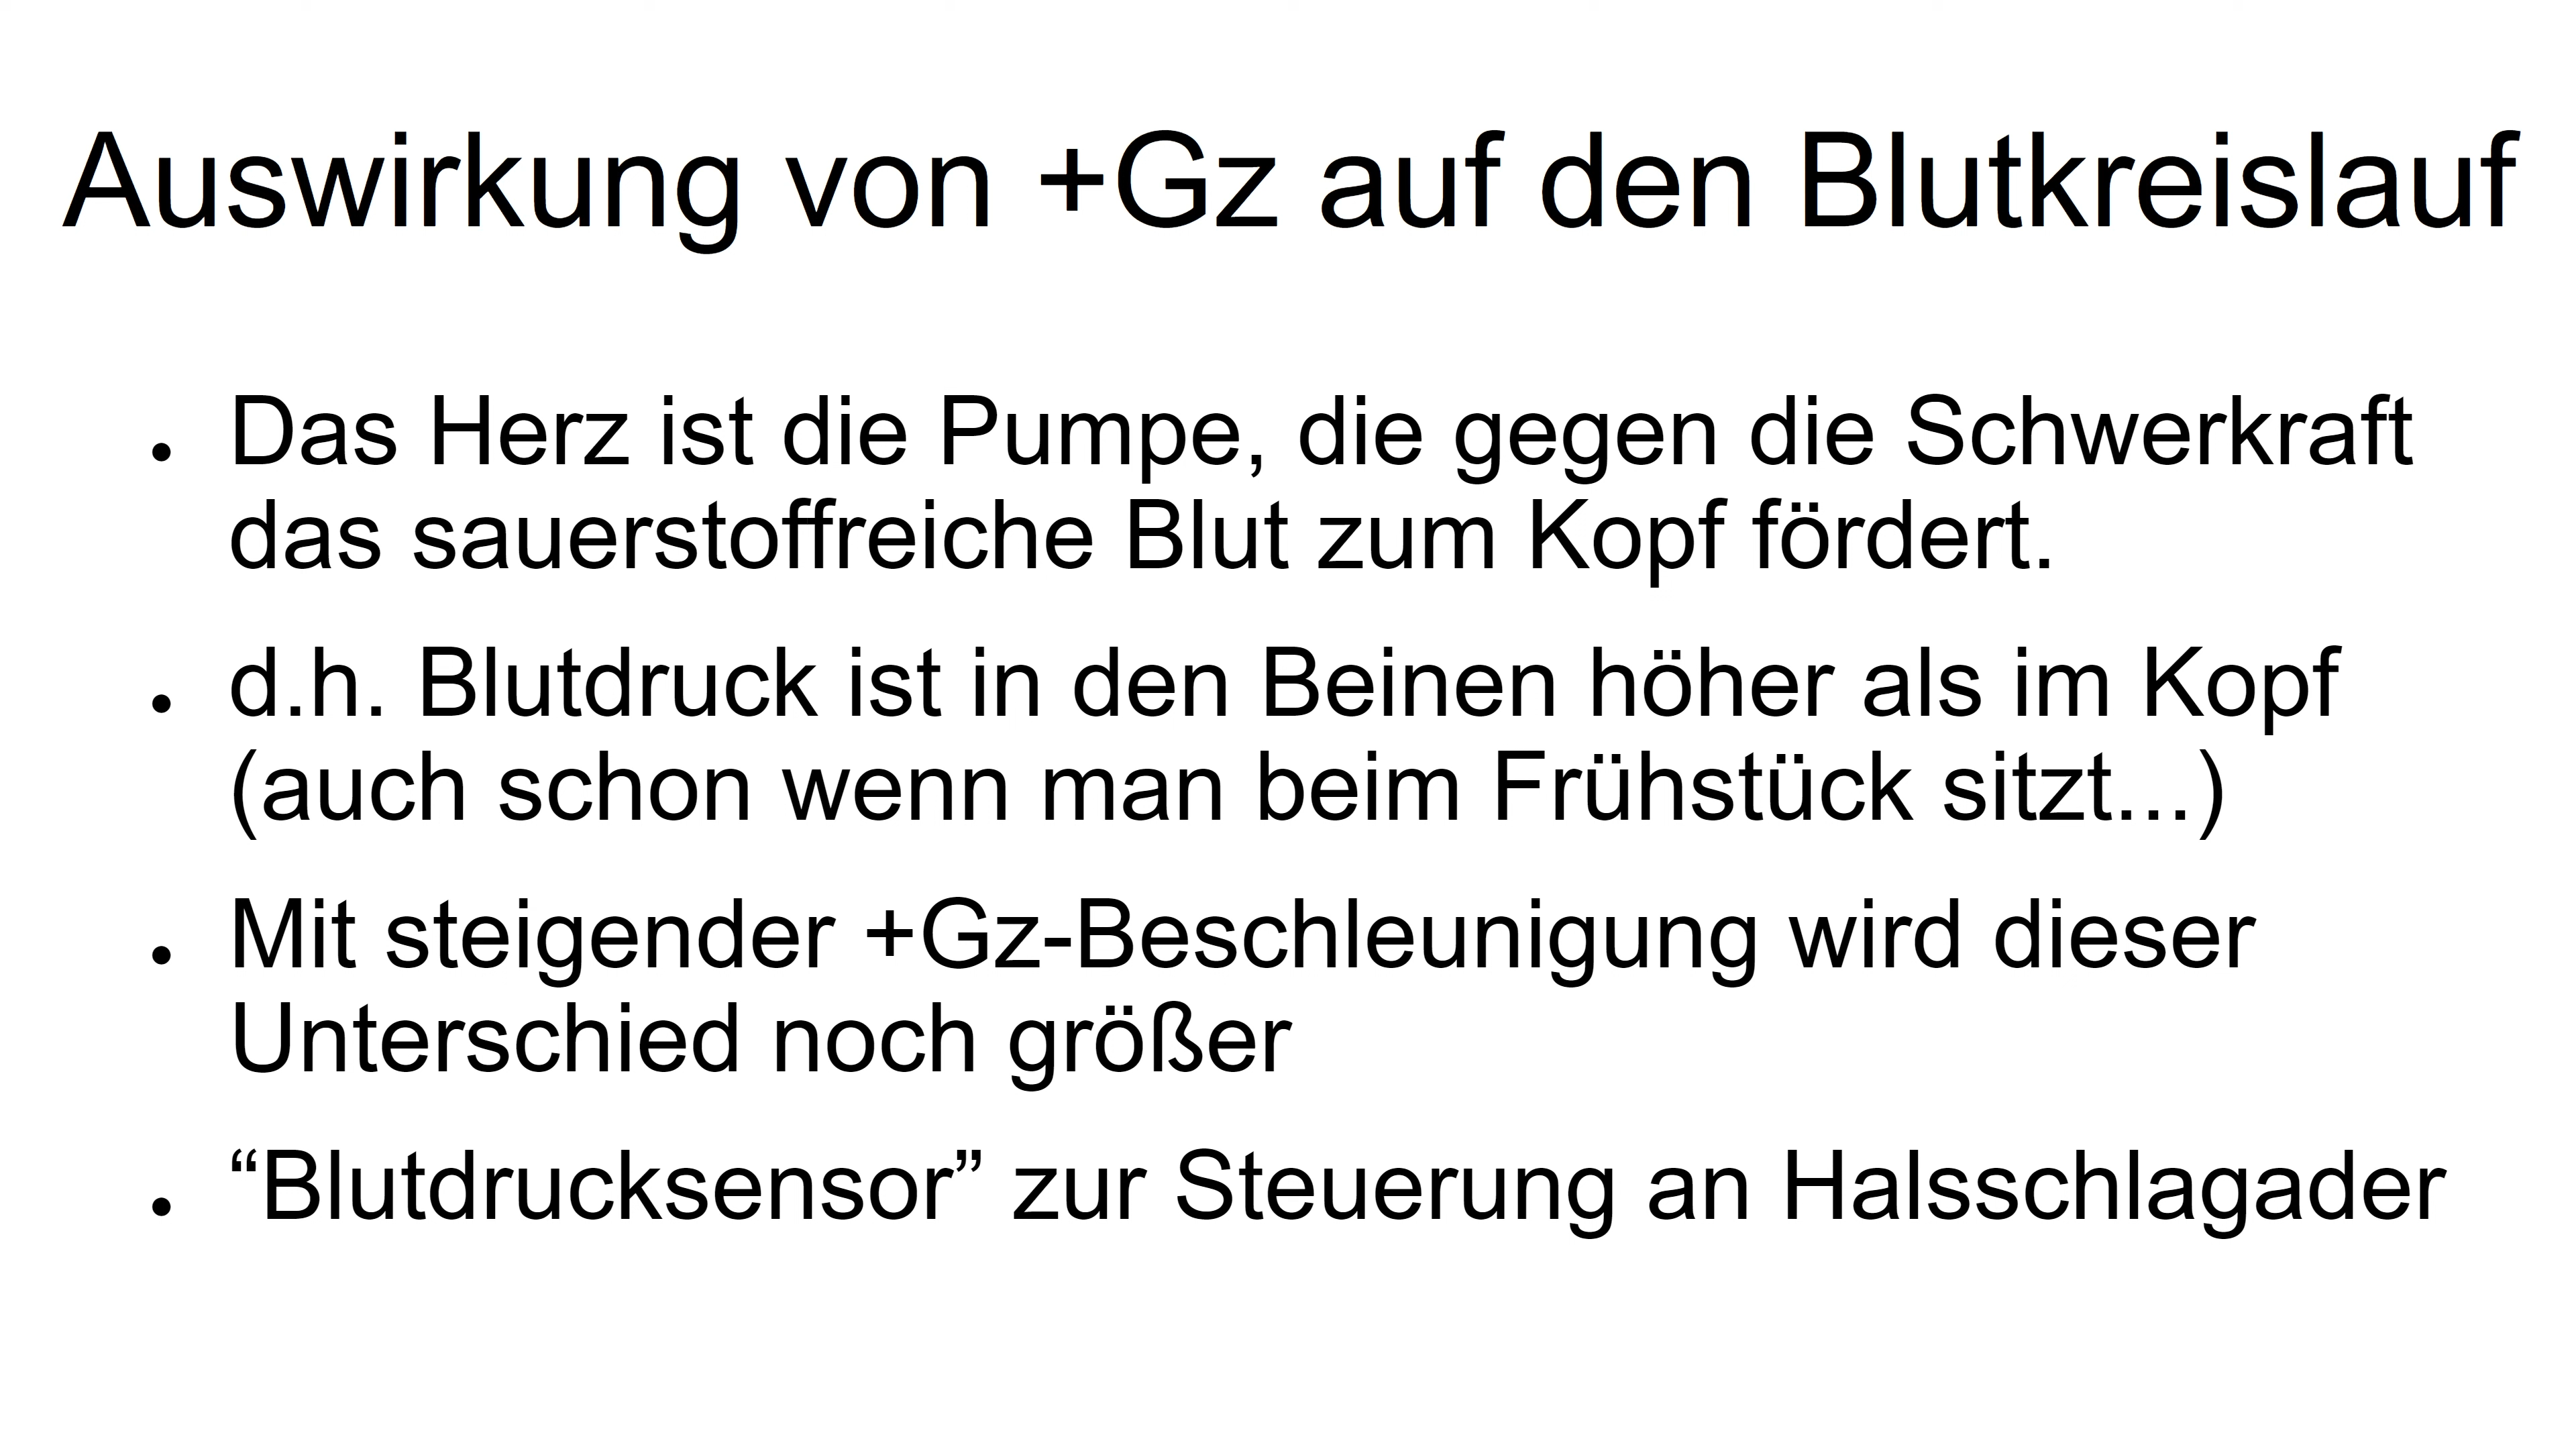 Auswirkung von +Gz auf den Blutkreislauf
• Das Herz ist die Pumpe, die gegen die Schwerkraft
das sauerstoffreiche Blut zum Kopf fördert.
• d.h. Blutdruck ist in den Beinen höher als im Kopf
(auch schon wenn man beim Frühstück sitzt...)
• Mit steigender +Gz-Beschleunigung wird dieser
Unterschied noch größer
• “Blutdrucksensor” zur Steuerung an Halsschlagader